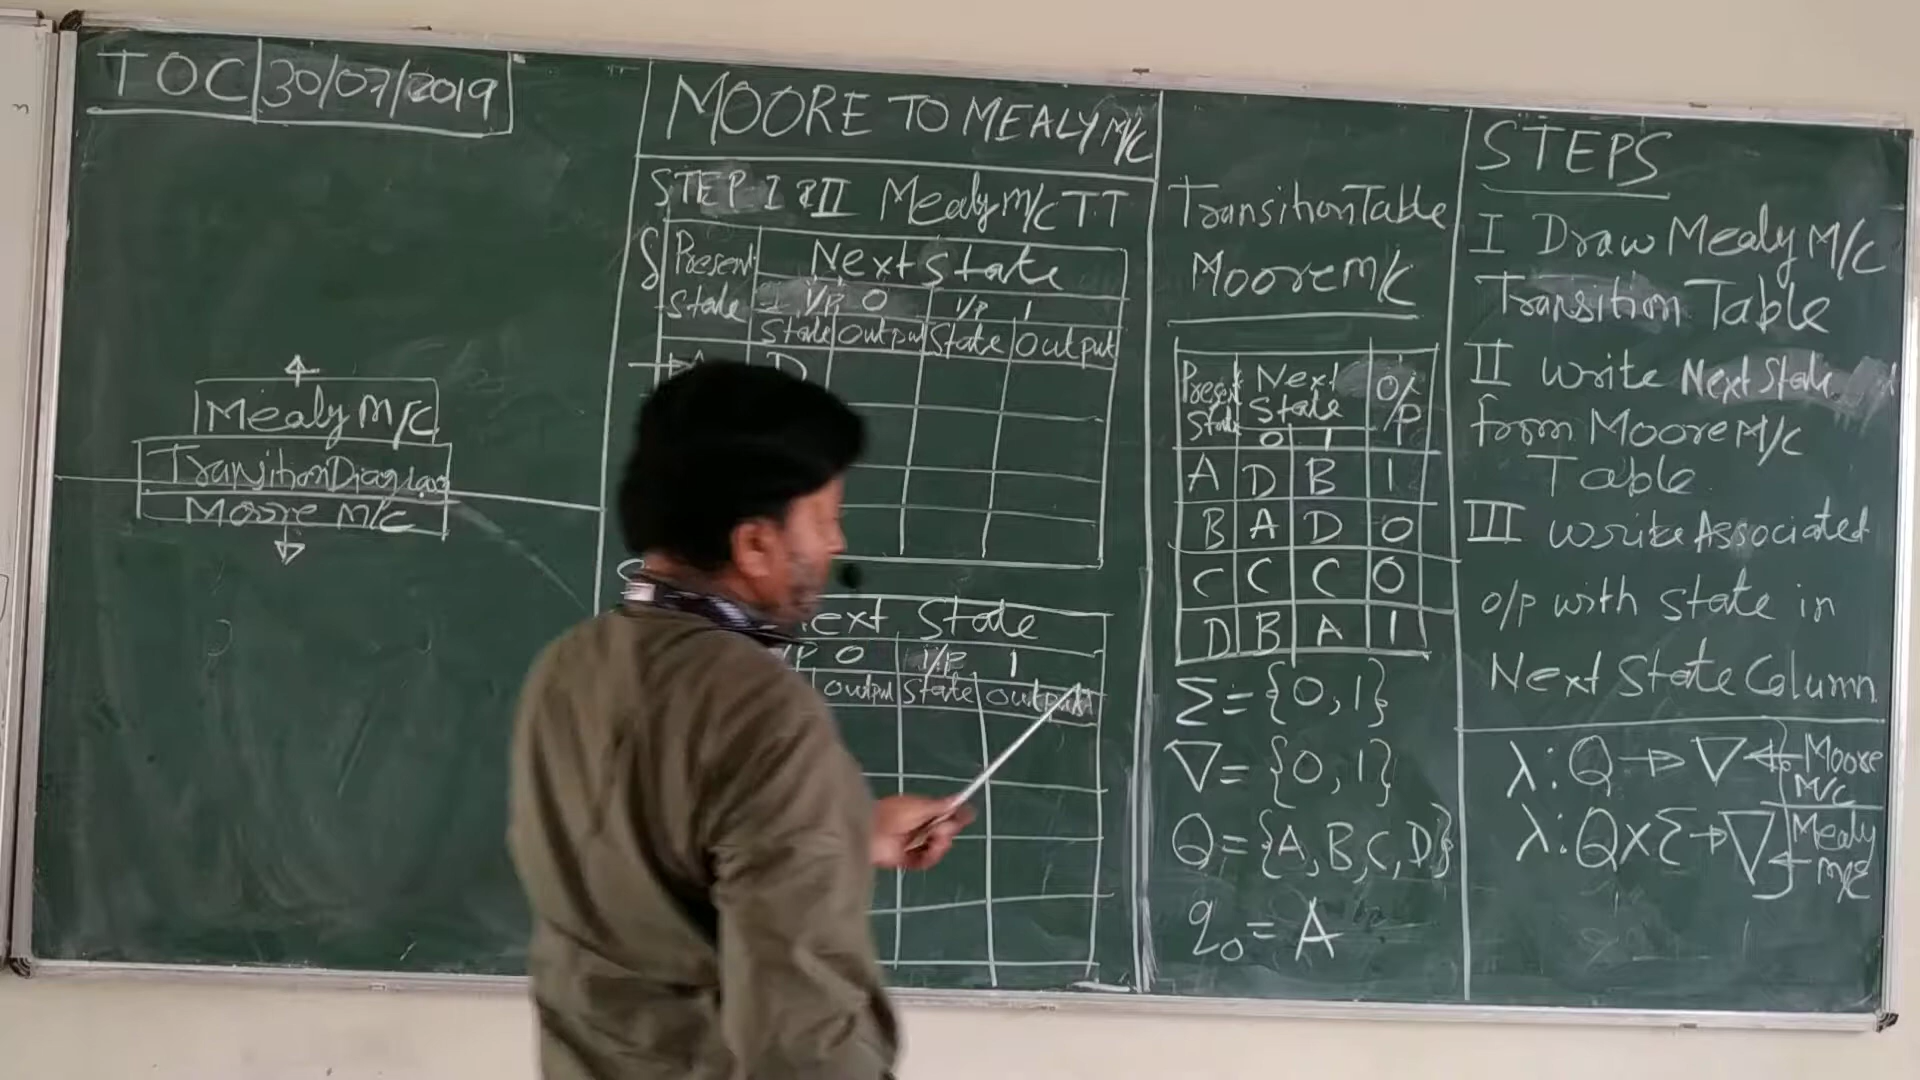 TOC 30/07/2019
Mealy M/C
Transition Diagram
Moore M/C
MOORE TO MEALY M/C
STEP I & II Mealy M/C TT
δ Present State Next State
I/P 0 I/P 1
State Output State Output
D
Next State
I/P 0 I/P 1
Output State Output
Transition Table
Moore M/C
Present State Next State O/P
0 1
A D B 1
B A D 0
C C C 0
D B A 1
Σ = {0, 1}
∇ = {0, 1}
Q = {A, B, C, D}
q0 = A
STEPS
I Draw Mealy M/C
Transition Table
II Write Next State
from Moore M/C
Table
III Write Associated
o/p with State in
Next State Column
λ: Q → ∇ Moore M/C
λ: Q x Σ → ∇ Mealy M/C